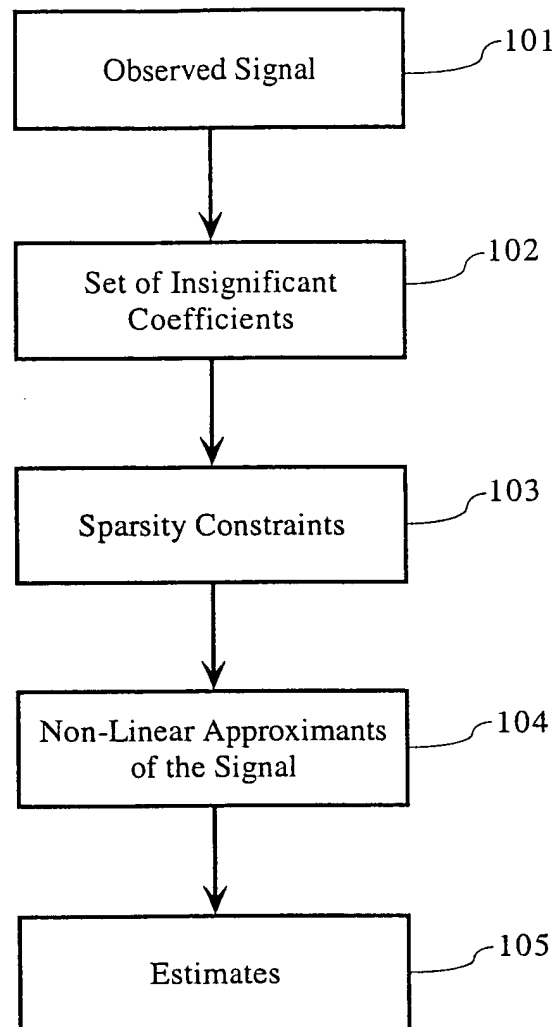 Observed Signal
101
Set of Insignificant
Coefficients
102
Sparsity Constraints
103
Non-Linear Approximants
of the Signal
104
Estimates
105